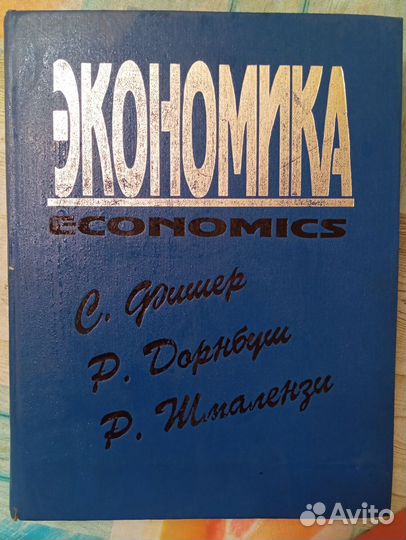 ЭКОНОМИКА
ECONOMICS
С. Фишер
Р. Дорнбуш
Р. Шмалензи
Avito